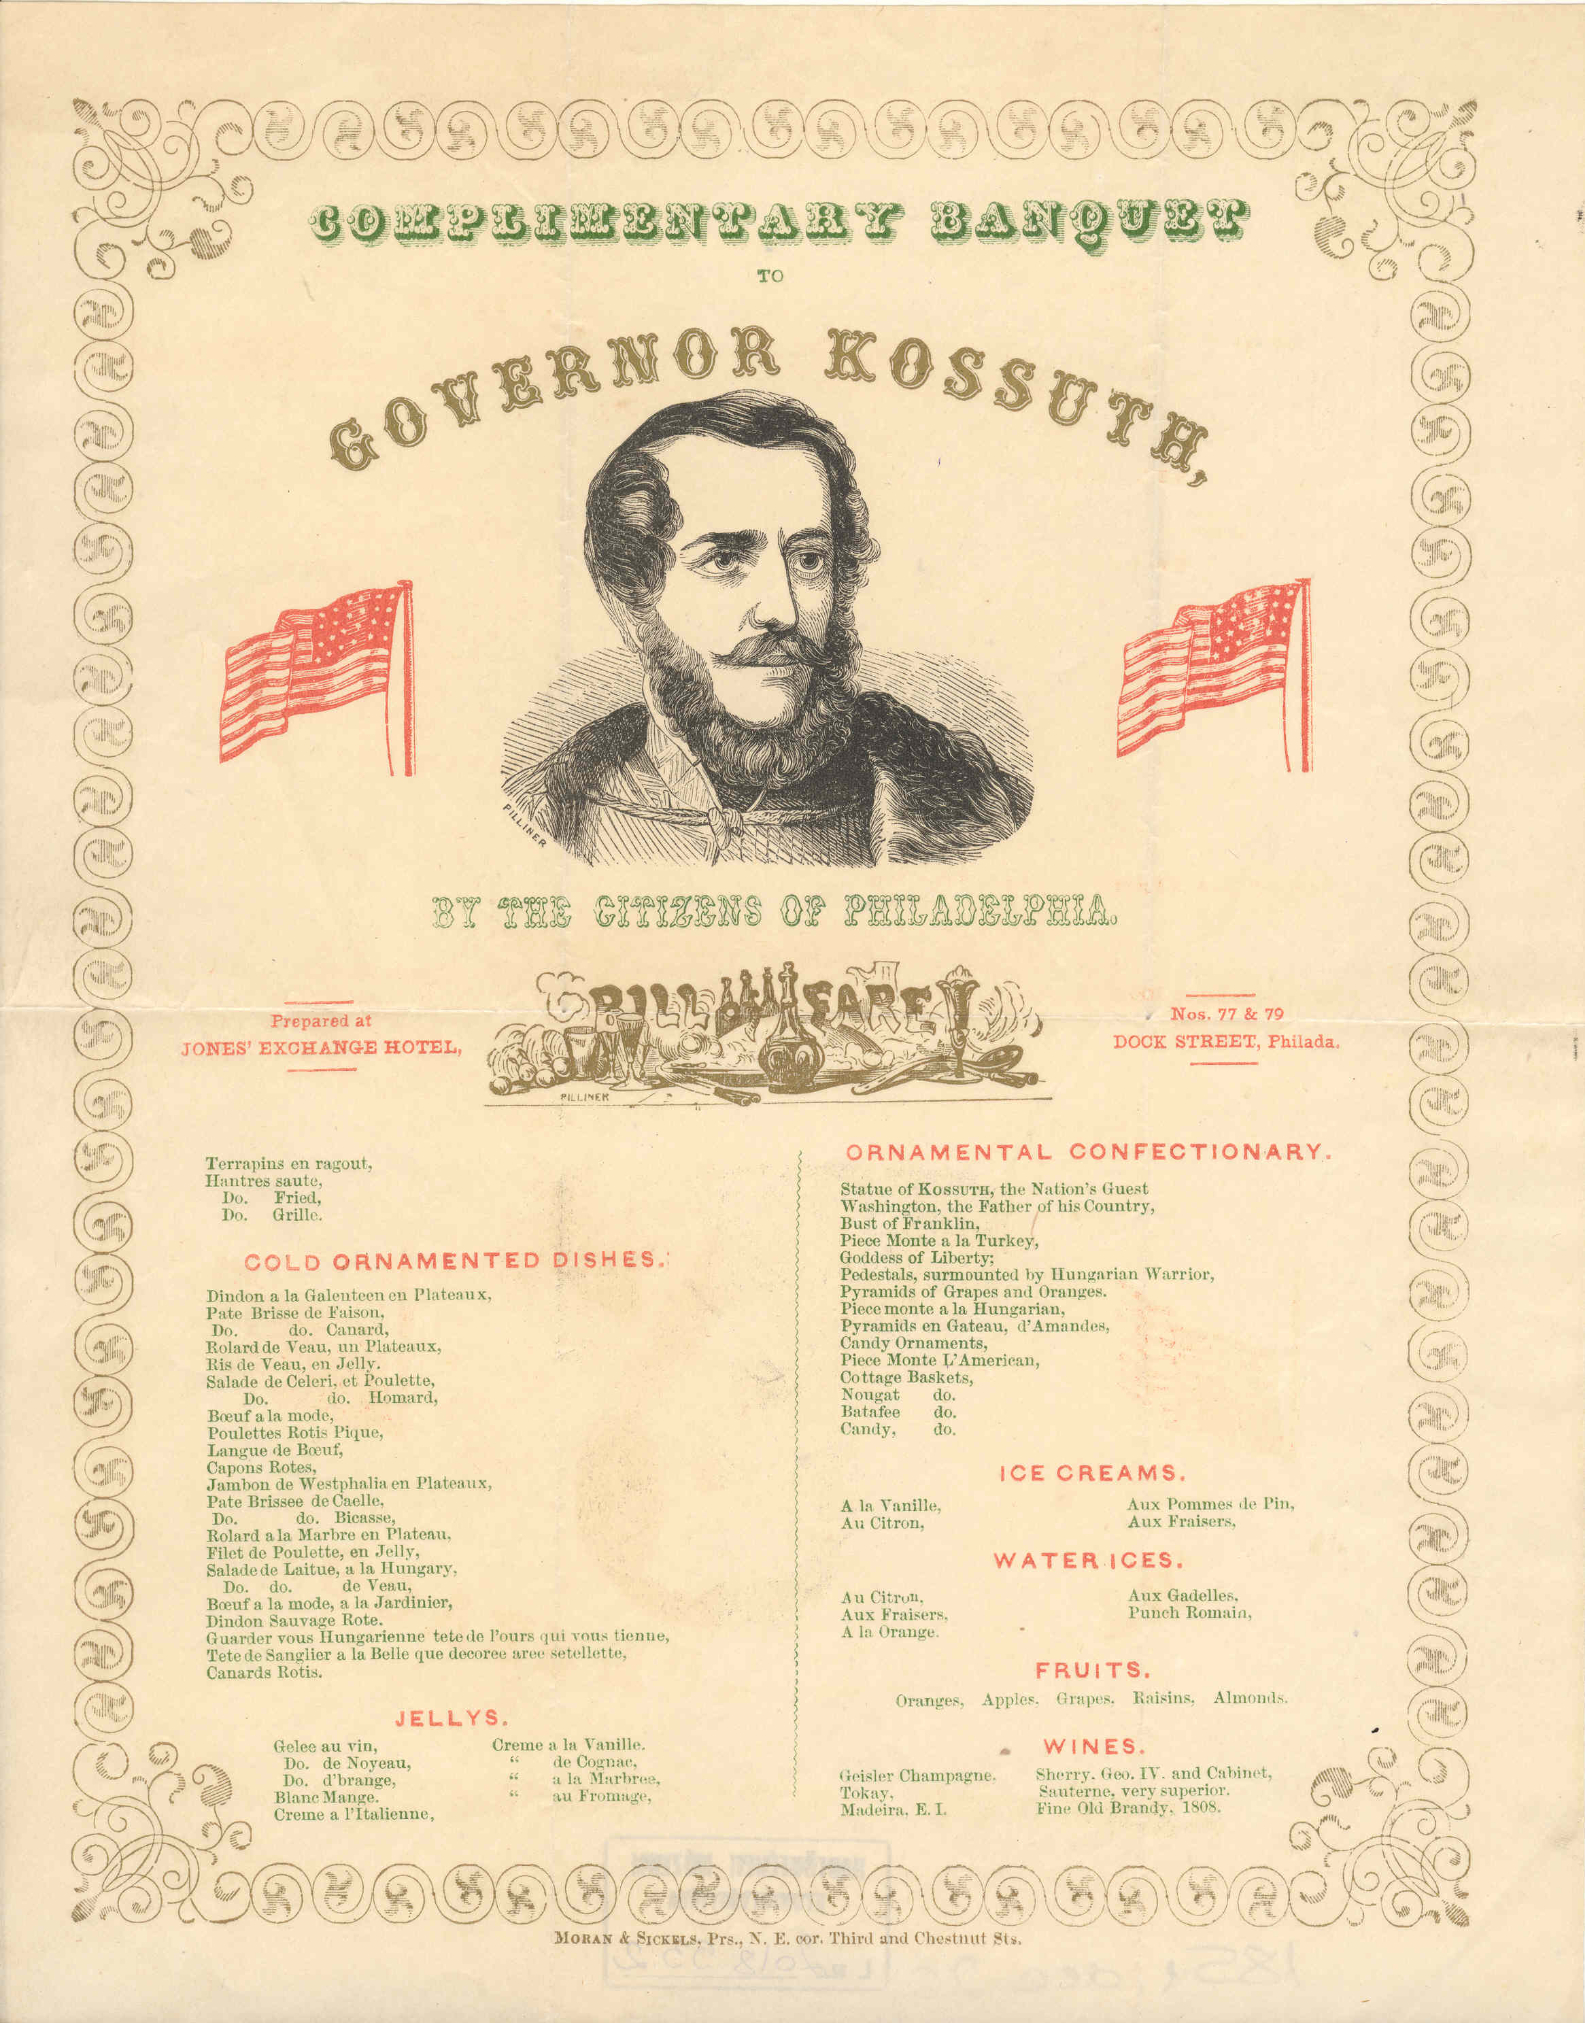 COMPLIMENTARY BANQUET
TO
GOVERNOR KOSSUTH,
PILLINER
BY THE CITIZENS OF PHILADELPHIA.
Prepared at
JONES' EXCHANGE HOTEL,
BILL OF FARE
PILLINER
Nos. 77 & 79
DOCK STREET, Philada.
Terrapins en ragout,
Hantres saute,
Do. Fried,
Do. Grille.
COLD ORNAMENTED DISHES.
Dindon a la Galenteen en Plateaux,
Pate Brisse de Faison,
Do. do. Canard,
Rolard de Veau, un Plateaux,
Ris de Veau, en Jelly.
Salade de Celeri, et Poulette,
Do. do. Homard,
Bœuf a la mode,
Poulettes Rotis Pique,
Langue de Bœuf,
Capons Rotes,
Jambon de Westphalia en Plateaux,
Pate Brissee de Caelle,
Do. do. Bicasse,
Rolard a la Marbre en Plateau,
Filet de Poulette, en Jelly,
Salade de Laitue, a la Hungary,
Do. do. de Veau,
Bœuf a la mode, a la Jardinier,
Dindon Sauvage Rote.
Guarder vous Hungarienne tete de l'ours qui vous tienne,
Tete de Sanglier a la Belle que decoree aree setellette,
Canards Rotis.
JELLYS.
Gelee au vin,
Do. de Noyeau,
Do. d'brange,
Blanc Mange.
Creme a l'Italienne,
Creme a la Vanille.
“ de Cognac,
“ a la Marbree,
“ au Fromage,
ORNAMENTAL CONFECTIONARY.
Statue of KOSSUTH, the Nation's Guest
Washington, the Father of his Country,
Bust of Franklin,
Piece Monte a la Turkey,
Goddess of Liberty;
Pedestals, surmounted by Hungarian Warrior,
Pyramids of Grapes and Oranges.
Piece monte a la Hungarian,
Pyramids en Gateau, d'Amandes,
Candy Ornaments,
Piece Monte L'American,
Cottage Baskets,
Nougat do.
Batafee do.
Candy, do.
ICE CREAMS.
A la Vanille,
Au Citron,
Aux Pommes de Pin,
Aux Fraisers,
WATER ICES.
Au Citron,
Aux Fraisers,
A la Orange.
Aux Gadelles,
Punch Romain,
FRUITS.
Oranges, Apples, Grapes, Raisins, Almonds.
WINES.
Geisler Champagne,
Tokay,
Madeira, E. I.
Sherry, Geo. IV. and Cabinet,
Sauterne, very superior.
Fine Old Brandy, 1808.
MORAN & SICKELS, Prs., N. E. cor. Third and Chestnut Sts.